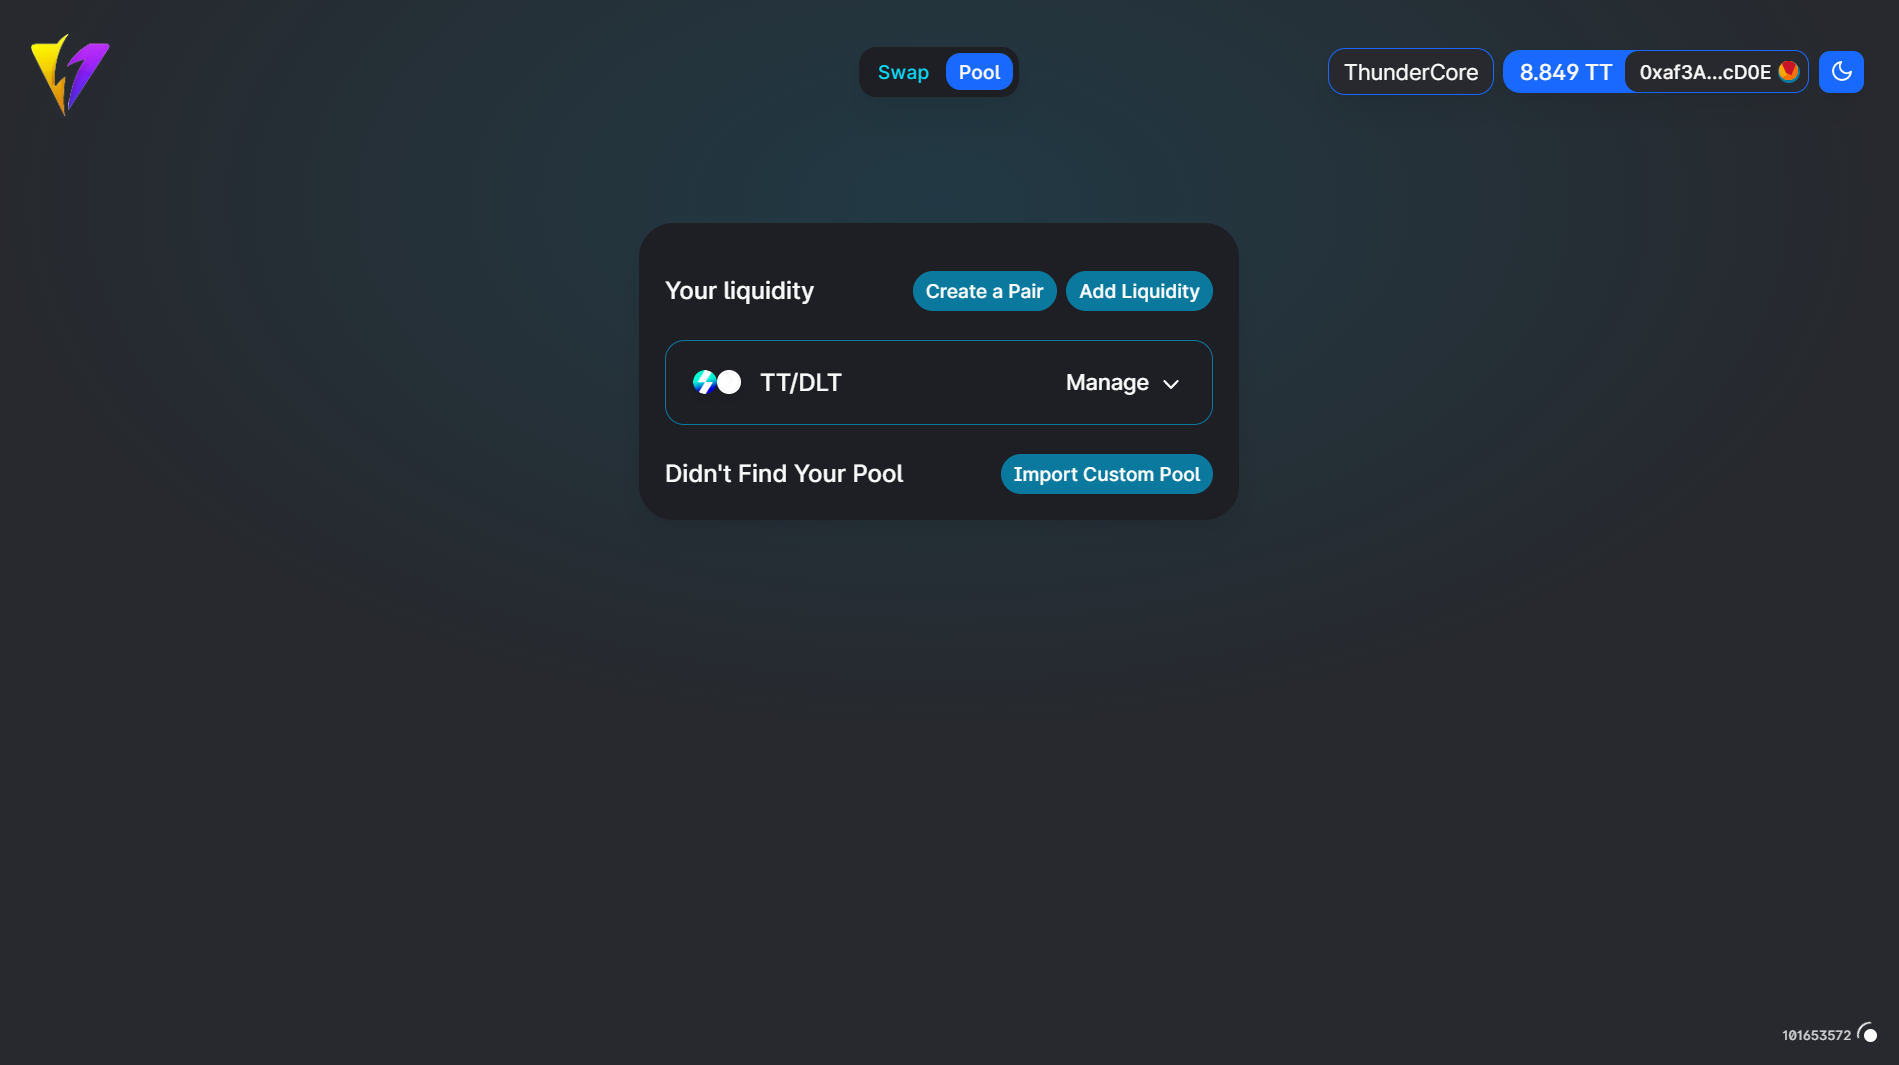 Swap Pool
ThunderCore
8.849 TT
0xaf3A...cD0E
Your liquidity
Create a Pair
Add Liquidity
TT/DLT
Manage
Didn't Find Your Pool
Import Custom Pool
101653572